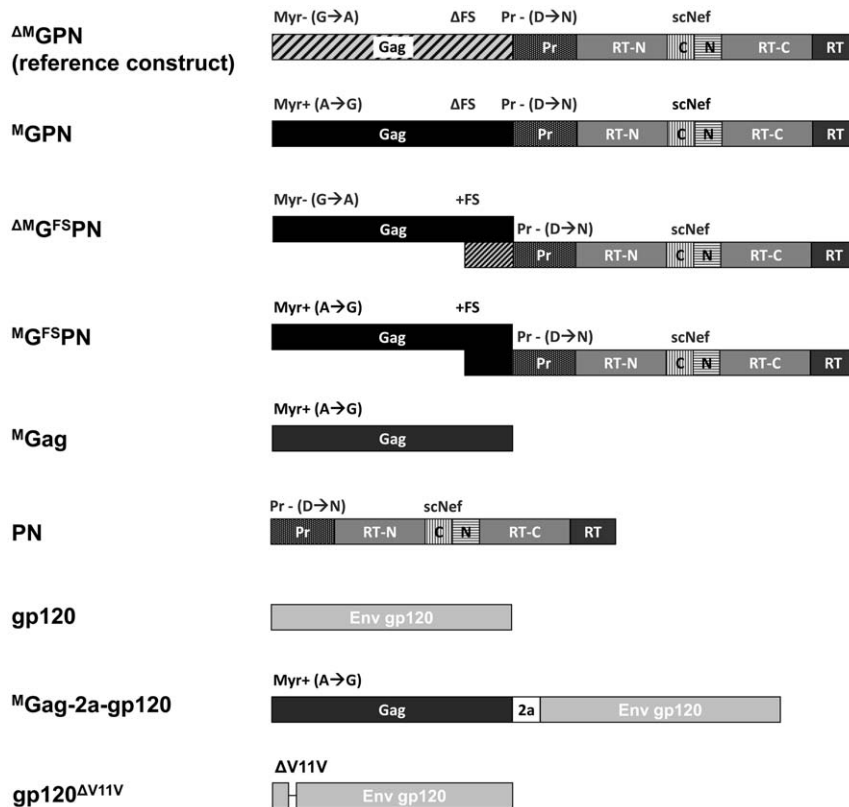 Myr- (G→A) ΔFS Pr - (D→N) scNef
ΔMGPN
(reference construct)
Gag Pr RT-N C N RT-C RT
Myr+ (A→G) ΔFS Pr - (D→N) scNef
MGPN
Gag Pr RT-N C N RT-C RT
Myr- (G→A) +FS
Gag
Pr - (D→N) scNef
ΔMGFSPN
Pr RT-N C N RT-C RT
Myr+ (A→G) +FS
Gag
Pr - (D→N) scNef
MGFSPN
Pr RT-N C N RT-C RT
Myr+ (A→G)
MGag
Gag
Pr - (D→N) scNef
PN
Pr RT-N C N RT-C RT
gp120
Env gp120
Myr+ (A→G)
MGag-2a-gp120
Gag 2a Env gp120
ΔV11V
gp120ΔV11V
Env gp120